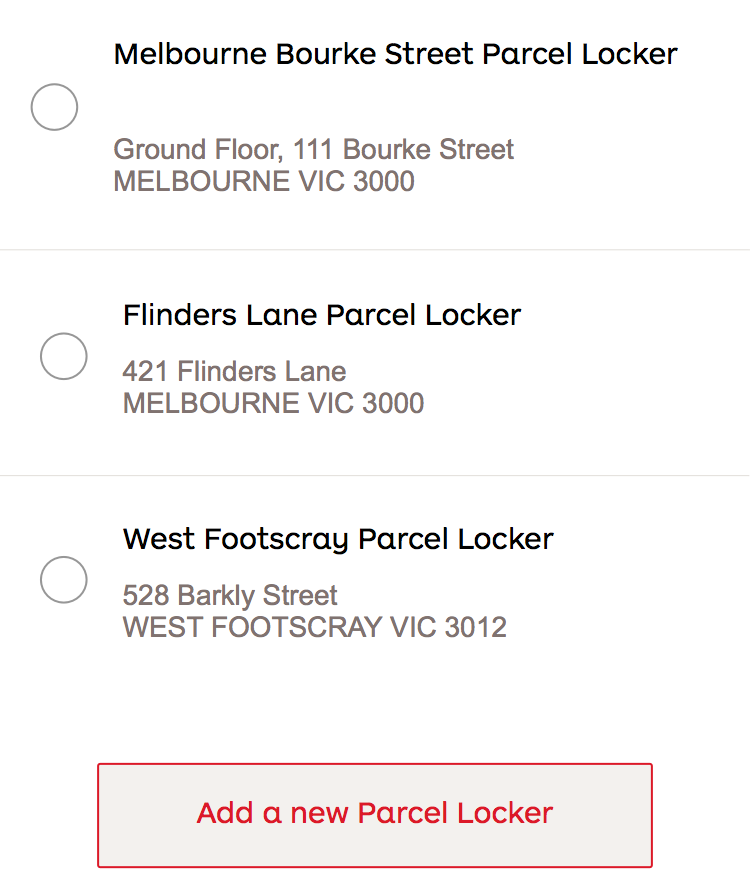 Melbourne Bourke Street Parcel Locker
Ground Floor, 111 Bourke Street
MELBOURNE VIC 3000
Flinders Lane Parcel Locker
421 Flinders Lane
MELBOURNE VIC 3000
West Footscray Parcel Locker
528 Barkly Street
WEST FOOTSCRAY VIC 3012
Add a new Parcel Locker